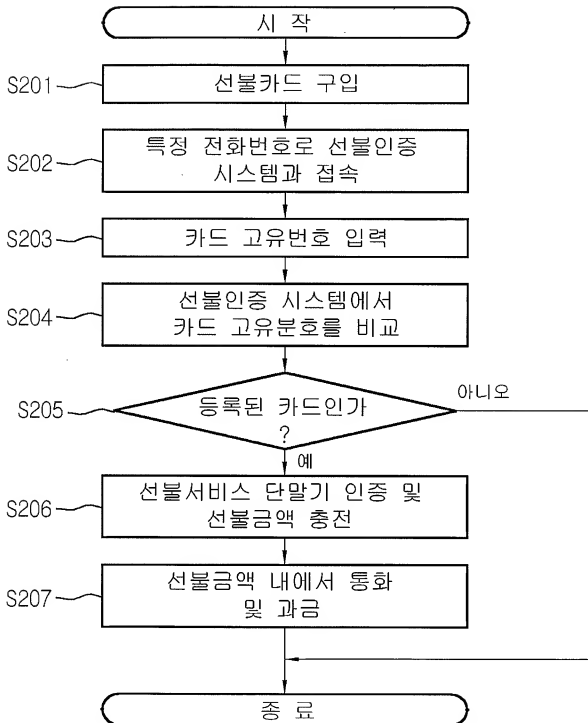 시 작
S201 선불카드 구입
S202 특정 전화번호로 선불인증
시스템과 접속
S203 카드 고유번호 입력
S204 선불인증 시스템에서
카드 고유분호를 비교
S205 등록된 카드인가
?
아니오
예
S206 선불서비스 단말기 인증 및
선불금액 충전
S207 선불금액 내에서 통화
및 과금
종 료